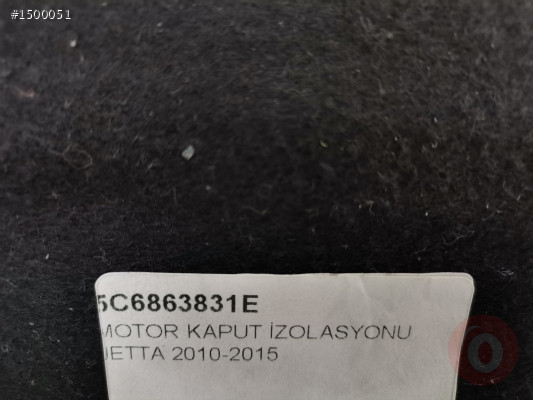 #1500051
5C6863831E
MOTOR KAPUT İZOLASYONU
JETTA 2010-2015